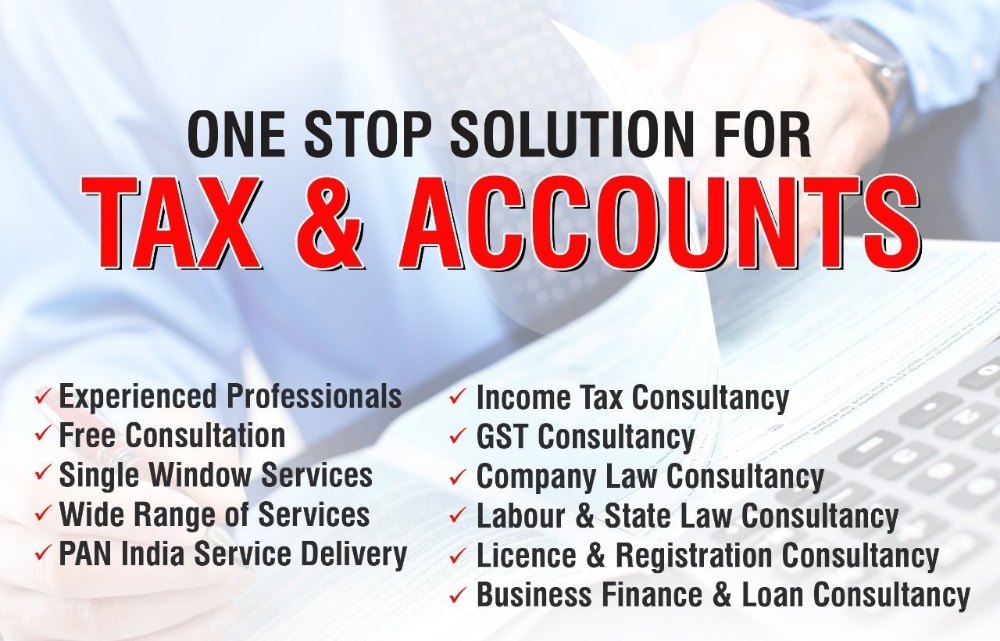 ONE STOP SOLUTION FOR
TAX & ACCOUNTS
✓ Experienced Professionals
✓ Free Consultation
✓ Single Window Services
✓ Wide Range of Services
✓ PAN India Service Delivery
✓ Income Tax Consultancy
✓ GST Consultancy
✓ Company Law Consultancy
✓ Labour & State Law Consultancy
✓ Licence & Registration Consultancy
✓ Business Finance & Loan Consultancy